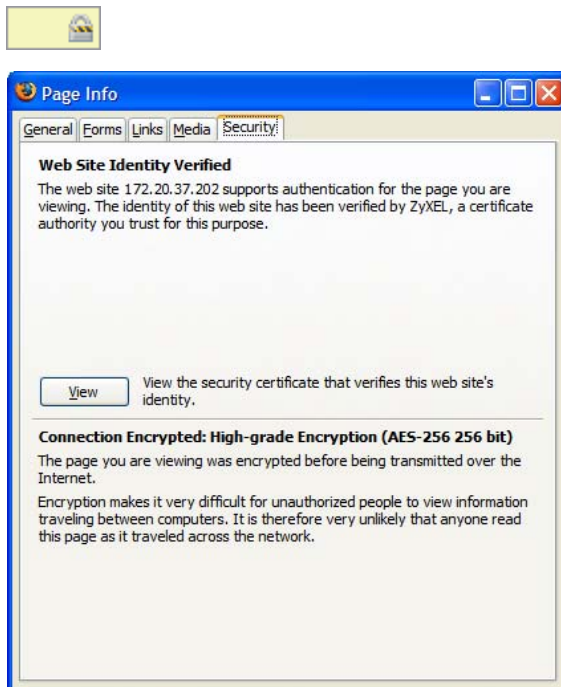 Page Info
General Forms Links Media Security
Web Site Identity Verified
The web site 172.20.37.202 supports authentication for the page you are
viewing. The identity of this web site has been verified by ZyXEL, a certificate
authority you trust for this purpose.
View
View the security certificate that verifies this web site's
identity.
Connection Encrypted: High-grade Encryption (AES-256 256 bit)
The page you are viewing was encrypted before being transmitted over the
Internet.
Encryption makes it very difficult for unauthorized people to view information
traveling between computers. It is therefore very unlikely that anyone read
this page as it traveled across the network.